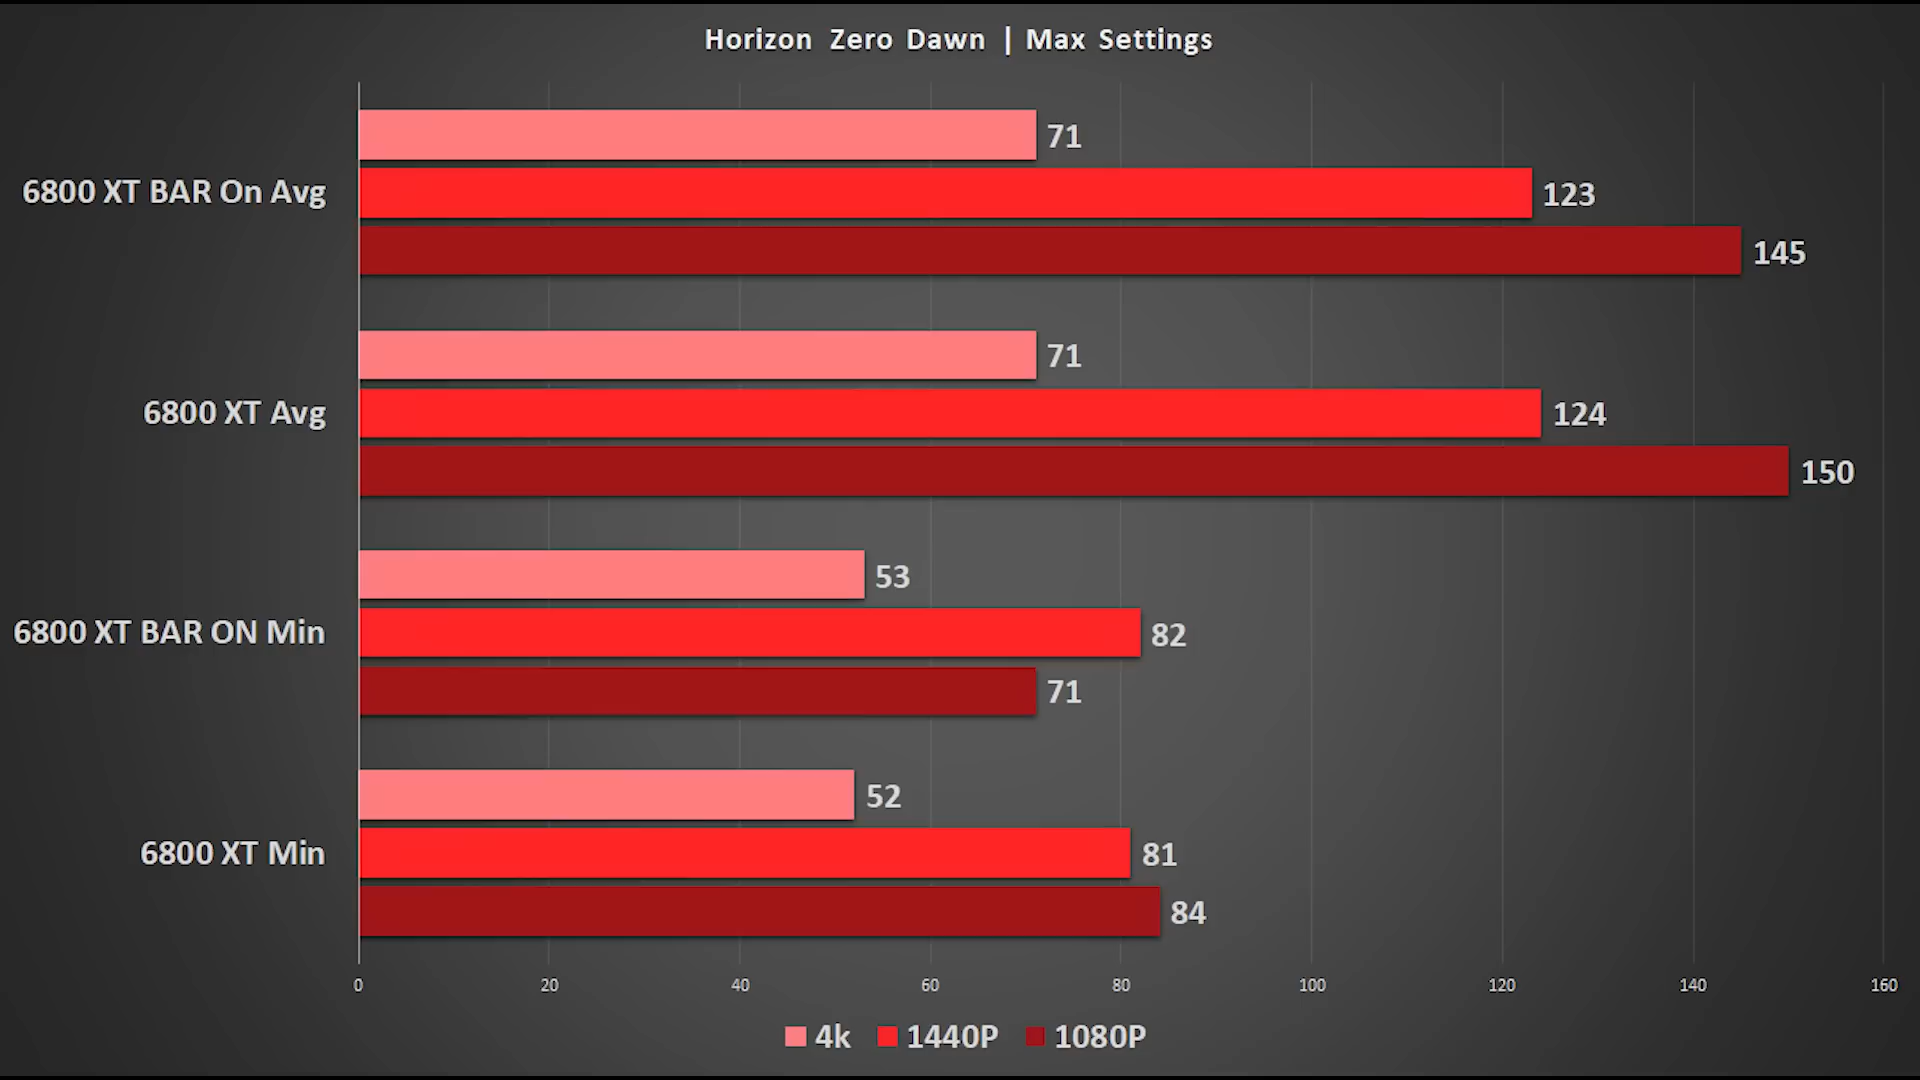 Horizon Zero Dawn | Max Settings
6800 XT BAR On Avg
71
123
145
6800 XT Avg
71
124
150
6800 XT BAR ON Min
53
82
71
6800 XT Min
52
81
84
0 20 40 60 80 100 120 140 160
4k 1440P 1080P